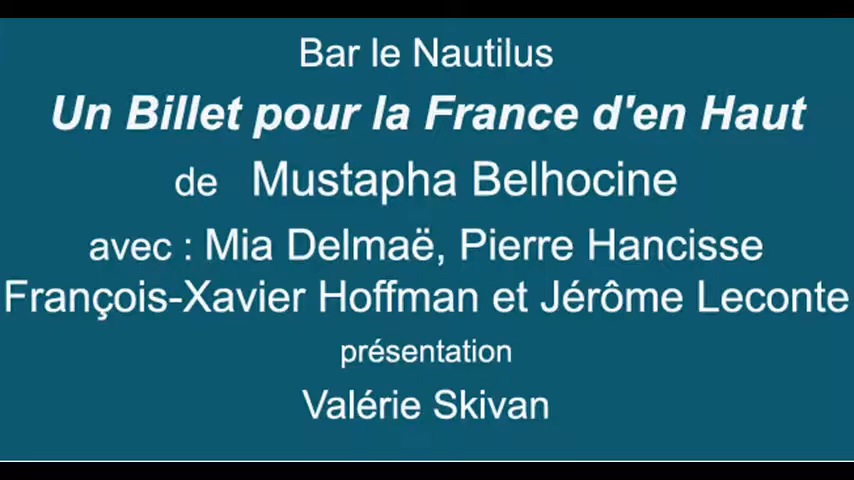 Bar le Nautilus
Un Billet pour la France d'en Haut
de Mustapha Belhocine
avec : Mia Delmaë, Pierre Hancisse
François-Xavier Hoffman et Jérôme Leconte
présentation
Valérie Skivan